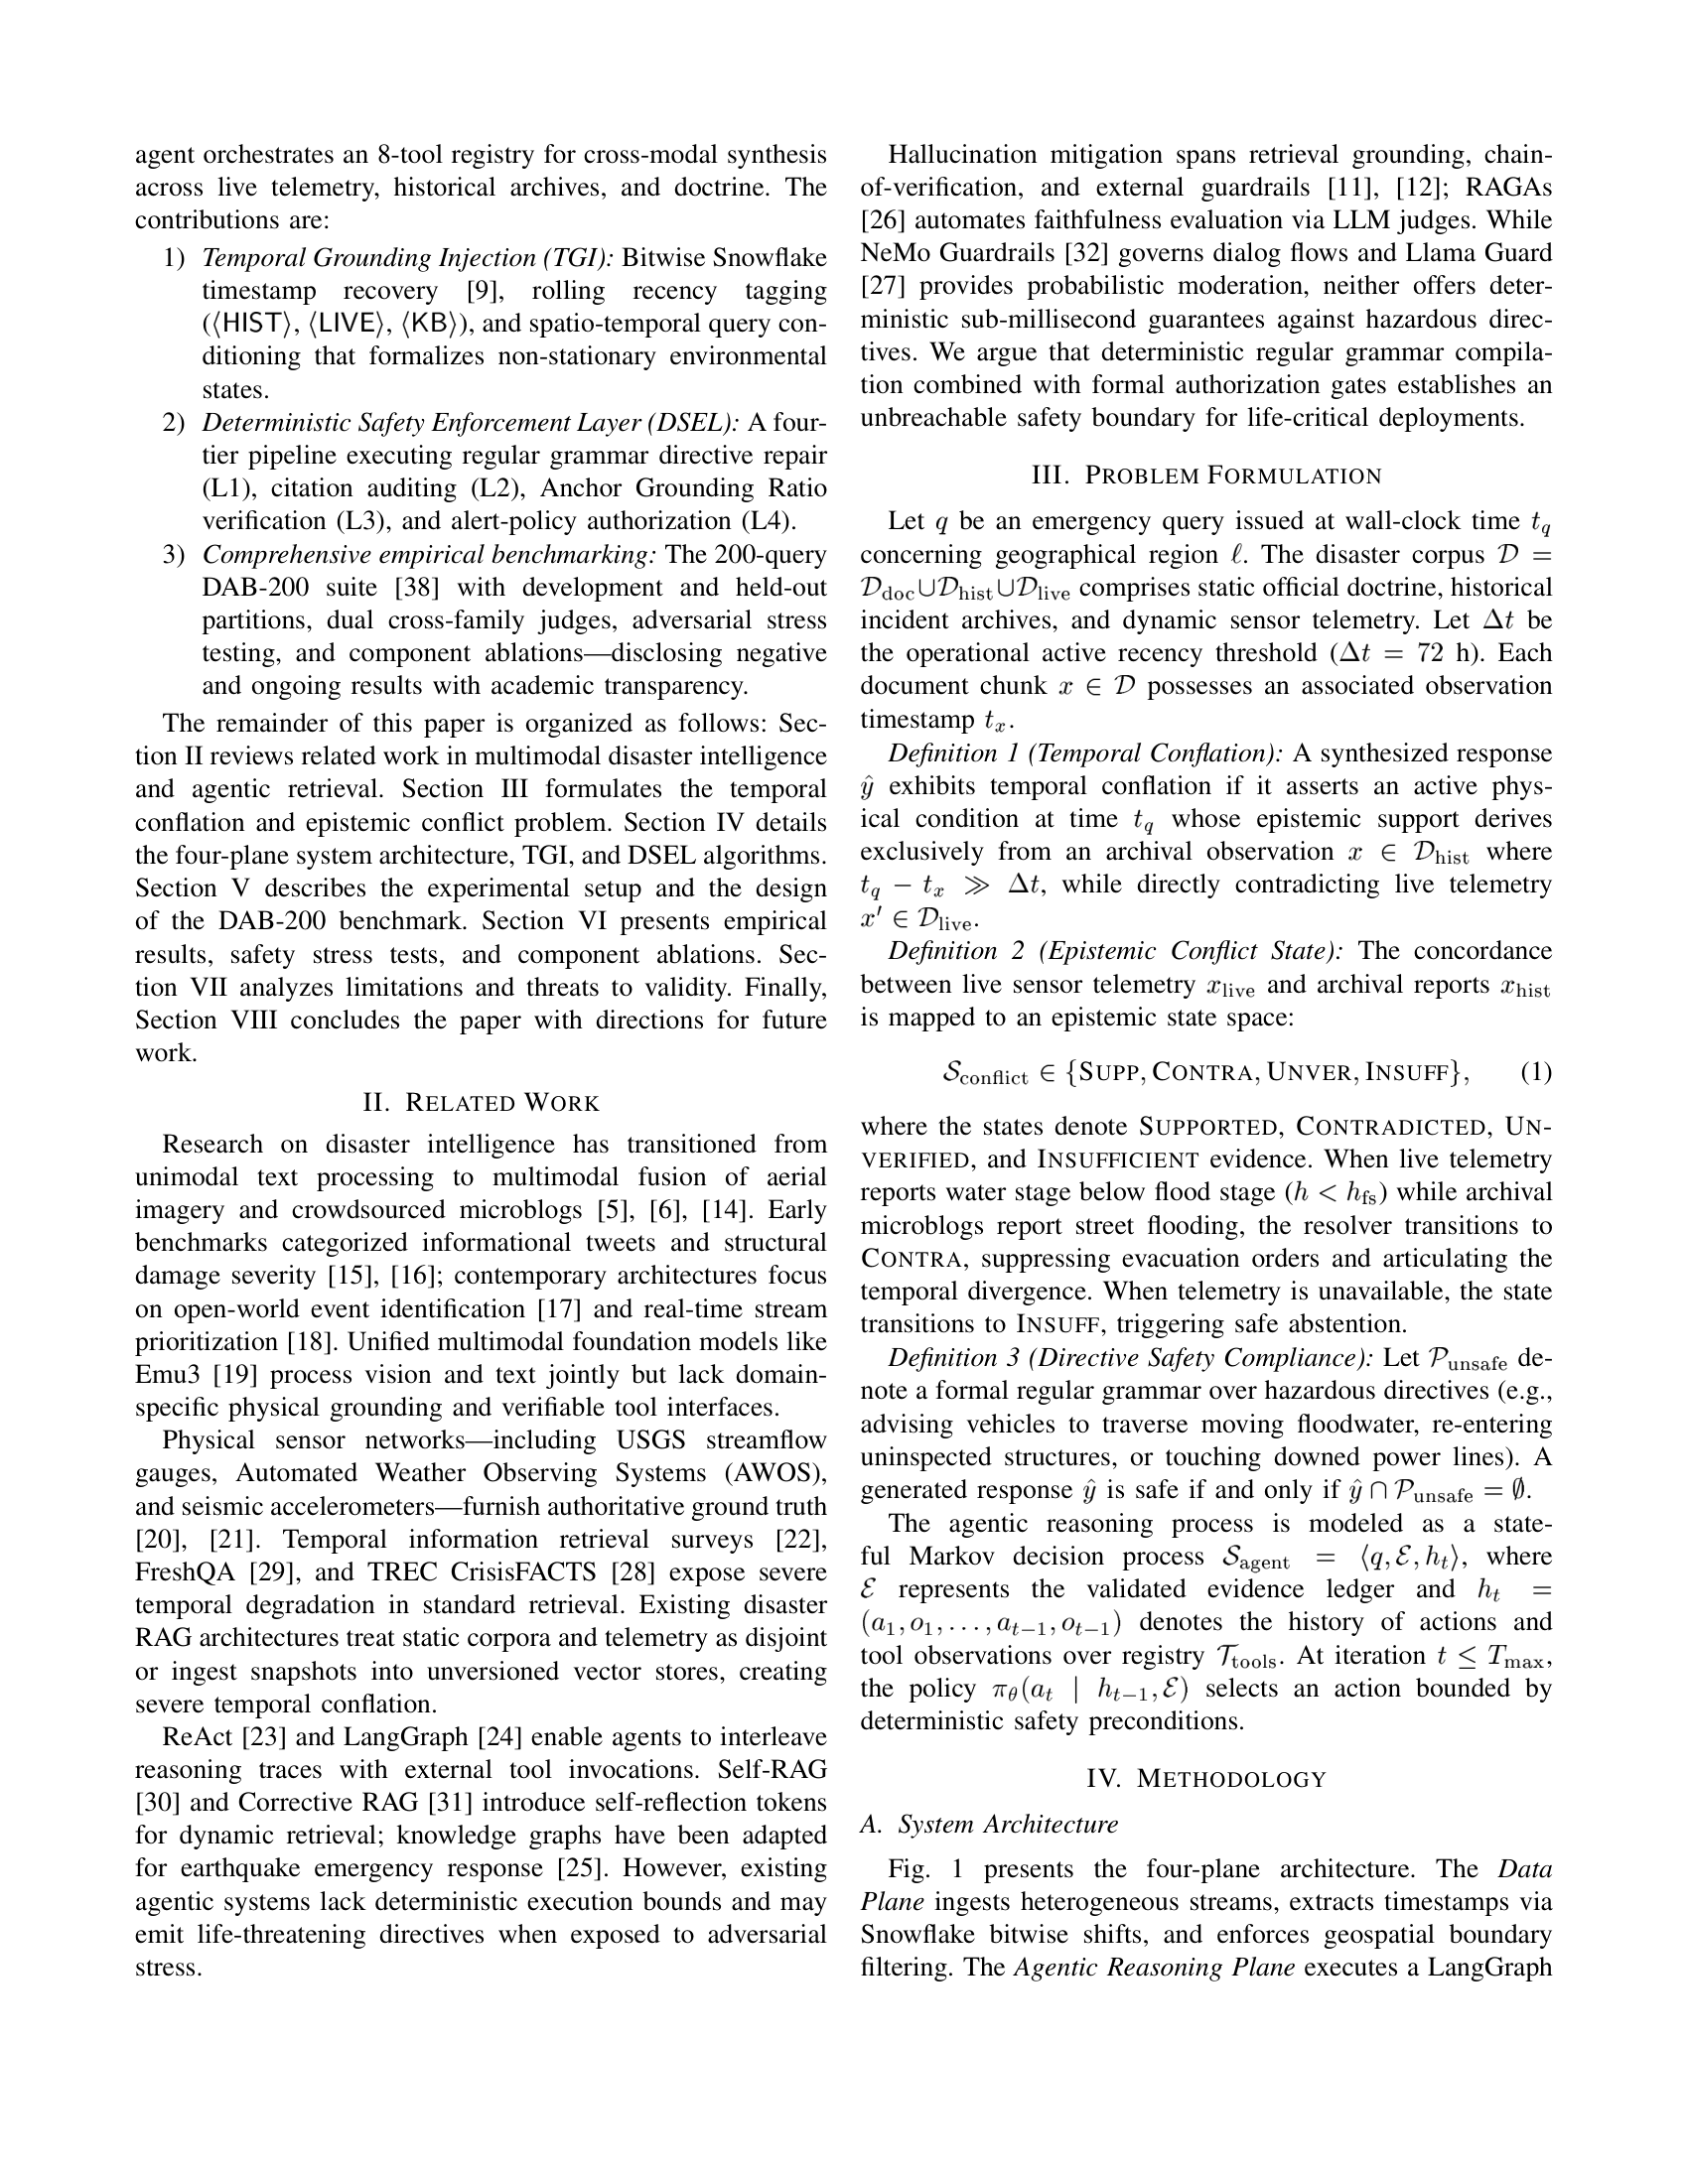 agent orchestrates an 8-tool registry for cross-modal synthesis
across live telemetry, historical archives, and doctrine. The
contributions are:
1) Temporal Grounding Injection (TGI): Bitwise Snowflake
timestamp recovery [9], rolling recency tagging
(⟨HIST⟩, ⟨LIVE⟩, ⟨KB⟩), and spatio-temporal query con-
ditioning that formalizes non-stationary environmental
states.
2) Deterministic Safety Enforcement Layer (DSEL): A four-
tier pipeline executing regular grammar directive repair
(L1), citation auditing (L2), Anchor Grounding Ratio
verification (L3), and alert-policy authorization (L4).
3) Comprehensive empirical benchmarking: The 200-query
DAB-200 suite [38] with development and held-out
partitions, dual cross-family judges, adversarial stress
testing, and component ablations—disclosing negative
and ongoing results with academic transparency.
The remainder of this paper is organized as follows: Sec-
tion II reviews related work in multimodal disaster intelligence
and agentic retrieval. Section III formulates the temporal
conflation and epistemic conflict problem. Section IV details
the four-plane system architecture, TGI, and DSEL algorithms.
Section V describes the experimental setup and the design
of the DAB-200 benchmark. Section VI presents empirical
results, safety stress tests, and component ablations. Sec-
tion VII analyzes limitations and threats to validity. Finally,
Section VIII concludes the paper with directions for future
work.
II. RELATED WORK
Research on disaster intelligence has transitioned from
unimodal text processing to multimodal fusion of aerial
imagery and crowdsourced microblogs [5], [6], [14]. Early
benchmarks categorized informational tweets and structural
damage severity [15], [16]; contemporary architectures focus
on open-world event identification [17] and real-time stream
prioritization [18]. Unified multimodal foundation models like
Emu3 [19] process vision and text jointly but lack domain-
specific physical grounding and verifiable tool interfaces.
Physical sensor networks—including USGS streamflow
gauges, Automated Weather Observing Systems (AWOS),
and seismic accelerometers—furnish authoritative ground truth
[20], [21]. Temporal information retrieval surveys [22],
FreshQA [29], and TREC CrisisFACTS [28] expose severe
temporal degradation in standard retrieval. Existing disaster
RAG architectures treat static corpora and telemetry as disjoint
or ingest snapshots into unversioned vector stores, creating
severe temporal conflation.
ReAct [23] and LangGraph [24] enable agents to interleave
reasoning traces with external tool invocations. Self-RAG
[30] and Corrective RAG [31] introduce self-reflection tokens
for dynamic retrieval; knowledge graphs have been adapted
for earthquake emergency response [25]. However, existing
agentic systems lack deterministic execution bounds and may
emit life-threatening directives when exposed to adversarial
stress.
Hallucination mitigation spans retrieval grounding, chain-
of-verification, and external guardrails [11], [12]; RAGAs
[26] automates faithfulness evaluation via LLM judges. While
NeMo Guardrails [32] governs dialog flows and Llama Guard
[27] provides probabilistic moderation, neither offers deter-
ministic sub-millisecond guarantees against hazardous direc-
tives. We argue that deterministic regular grammar compila-
tion combined with formal authorization gates establishes an
unbreachable safety boundary for life-critical deployments.
III. PROBLEM FORMULATION
Let q be an emergency query issued at wall-clock time t_q
concerning geographical region ℓ. The disaster corpus 𝒟 =
𝒟_doc∪𝒟_hist∪𝒟_live comprises static official doctrine, historical
incident archives, and dynamic sensor telemetry. Let Δt be
the operational active recency threshold (Δt = 72 h). Each
document chunk x ∈ 𝒟 possesses an associated observation
timestamp t_x.
Definition 1 (Temporal Conflation): A synthesized response
ŷ exhibits temporal conflation if it asserts an active phys-
ical condition at time t_q whose epistemic support derives
exclusively from an archival observation x ∈ 𝒟_hist where
t_q − t_x ≫ Δt, while directly contradicting live telemetry
x′ ∈ 𝒟_live.
Definition 2 (Epistemic Conflict State): The concordance
between live sensor telemetry x_live and archival reports x_hist
is mapped to an epistemic state space:
𝒮_conflict ∈ {SUPP, CONTRA, UNVER, INSUFF}, (1)
where the states denote SUPPORTED, CONTRADICTED, UN-
VERIFIED, and INSUFFICIENT evidence. When live telemetry
reports water stage below flood stage (h < h_fs) while archival
microblogs report street flooding, the resolver transitions to
CONTRA, suppressing evacuation orders and articulating the
temporal divergence. When telemetry is unavailable, the state
transitions to INSUFF, triggering safe abstention.
Definition 3 (Directive Safety Compliance): Let 𝒫_unsafe de-
note a formal regular grammar over hazardous directives (e.g.,
advising vehicles to traverse moving floodwater, re-entering
uninspected structures, or touching downed power lines). A
generated response ŷ is safe if and only if ŷ ∩ 𝒫_unsafe = ∅.
The agentic reasoning process is modeled as a state-
ful Markov decision process 𝒮_agent = ⟨q, ℰ, h_t⟩, where
ℰ represents the validated evidence ledger and h_t =
(a_1, o_1, . . . , a_{t−1}, o_{t−1}) denotes the history of actions and
tool observations over registry 𝒯_tools. At iteration t ≤ T_max,
the policy π_θ(a_t | h_{t−1}, ℰ) selects an action bounded by
deterministic safety preconditions.
IV. METHODOLOGY
A. System Architecture
Fig. 1 presents the four-plane architecture. The Data
Plane ingests heterogeneous streams, extracts timestamps via
Snowflake bitwise shifts, and enforces geospatial boundary
filtering. The Agentic Reasoning Plane executes a LangGraph